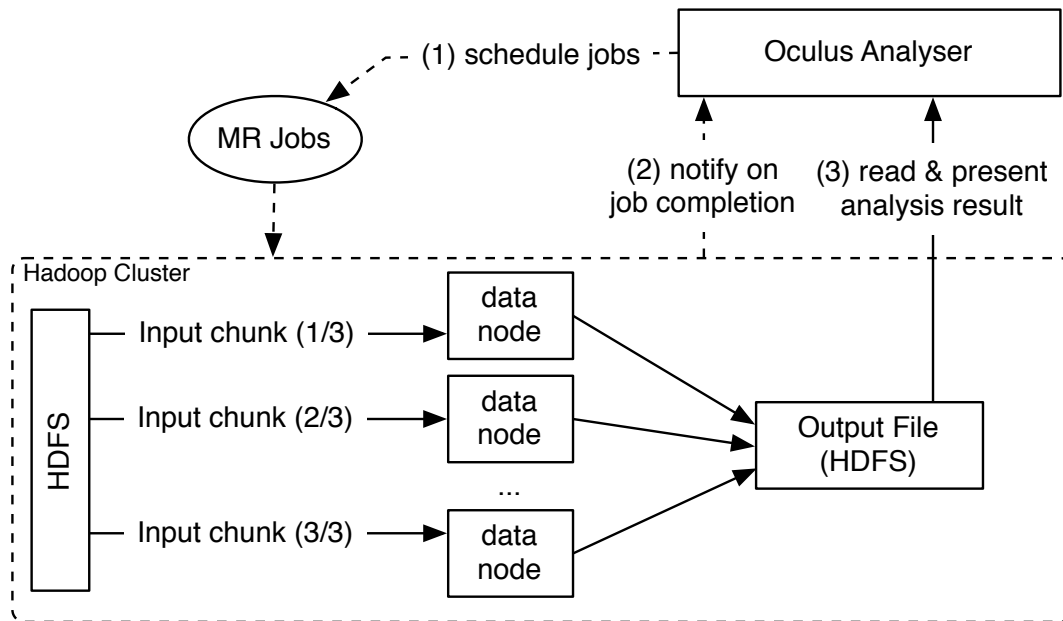 Oculus Analyser
(1) schedule jobs
MR Jobs
(2) notify on
job completion
(3) read & present
analysis result
Hadoop Cluster
HDFS
Input chunk (1/3)
data
node
Input chunk (2/3)
data
node
...
Input chunk (3/3)
data
node
Output File
(HDFS)